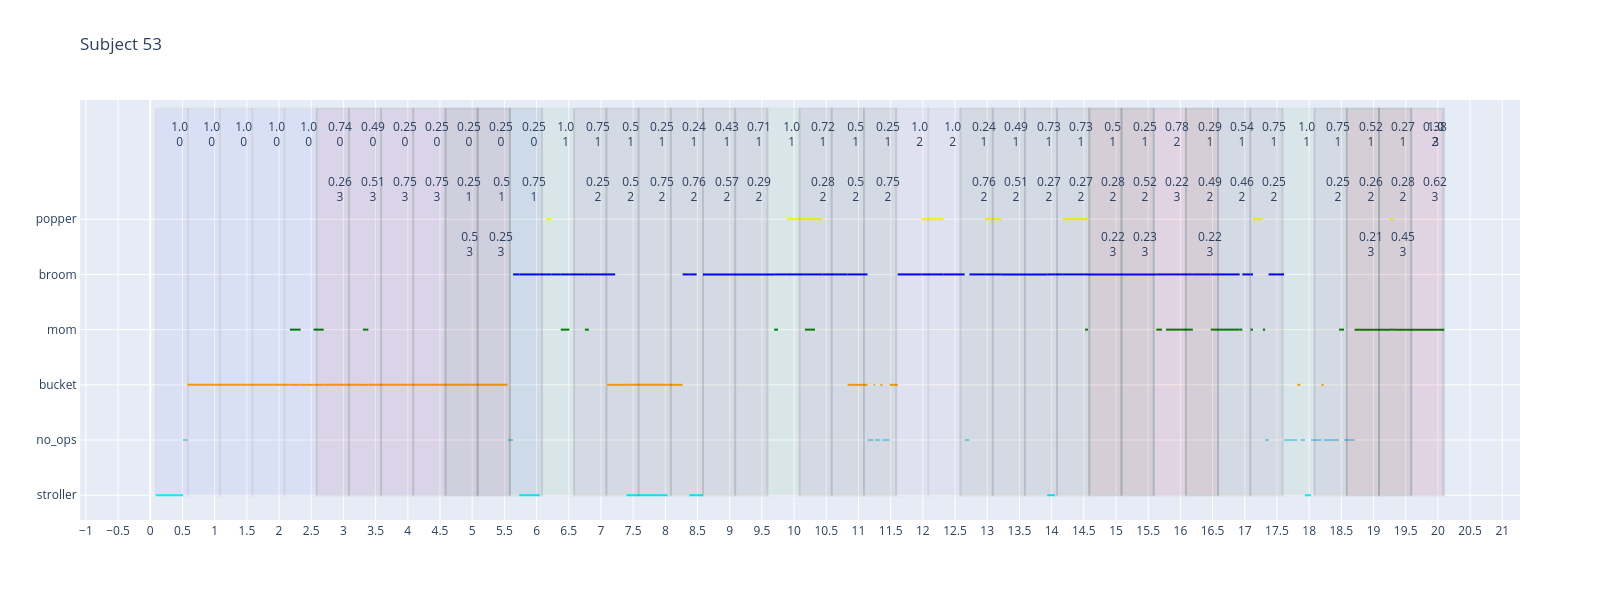 Subject 53
1.0 1.0 1.0 1.0 1.0 0.74 0.49 0.25 0.25 0.25 0.25 0.25 1.0 0.75 0.5 0.25 0.24 0.43 0.71 1.0 0.72 0.5 0.25 1.0 1.0 0.24 0.49 0.73 0.73 0.5 0.25 0.78 0.29 0.54 0.75 1.0 0.75 0.52 0.27
0 0 0 0 0 0 0 0 0 0 0 0 1 1 1 1 1 1 1 1 1 1 1 2 2 1 1 1 1 1 1 2 1 1 1 1 1 1 1
0.26 0.51 0.75 0.75 0.25 0.5 0.75 0.25 0.5 0.75 0.76 0.57 0.29 0.28 0.5 0.75 0.76 0.51 0.27 0.27 0.28 0.52 0.22 0.49 0.46 0.25 0.25 0.26 0.28 0.62
3 3 3 3 1 1 1 2 2 2 2 2 2 2 2 2 2 2 2 2 2 2 3 2 2 2 2 2 2 3
popper
0.5 0.25 0.22 0.23 0.22 0.21 0.45
3 3 3 3 3 3 3
broom
mom
bucket
no_ops
stroller
−1 −0.5 0 0.5 1 1.5 2 2.5 3 3.5 4 4.5 5 5.5 6 6.5 7 7.5 8 8.5 9 9.5 10 10.5 11 11.5 12 12.5 13 13.5 14 14.5 15 15.5 16 16.5 17 17.5 18 18.5 19 19.5 20 20.5 21